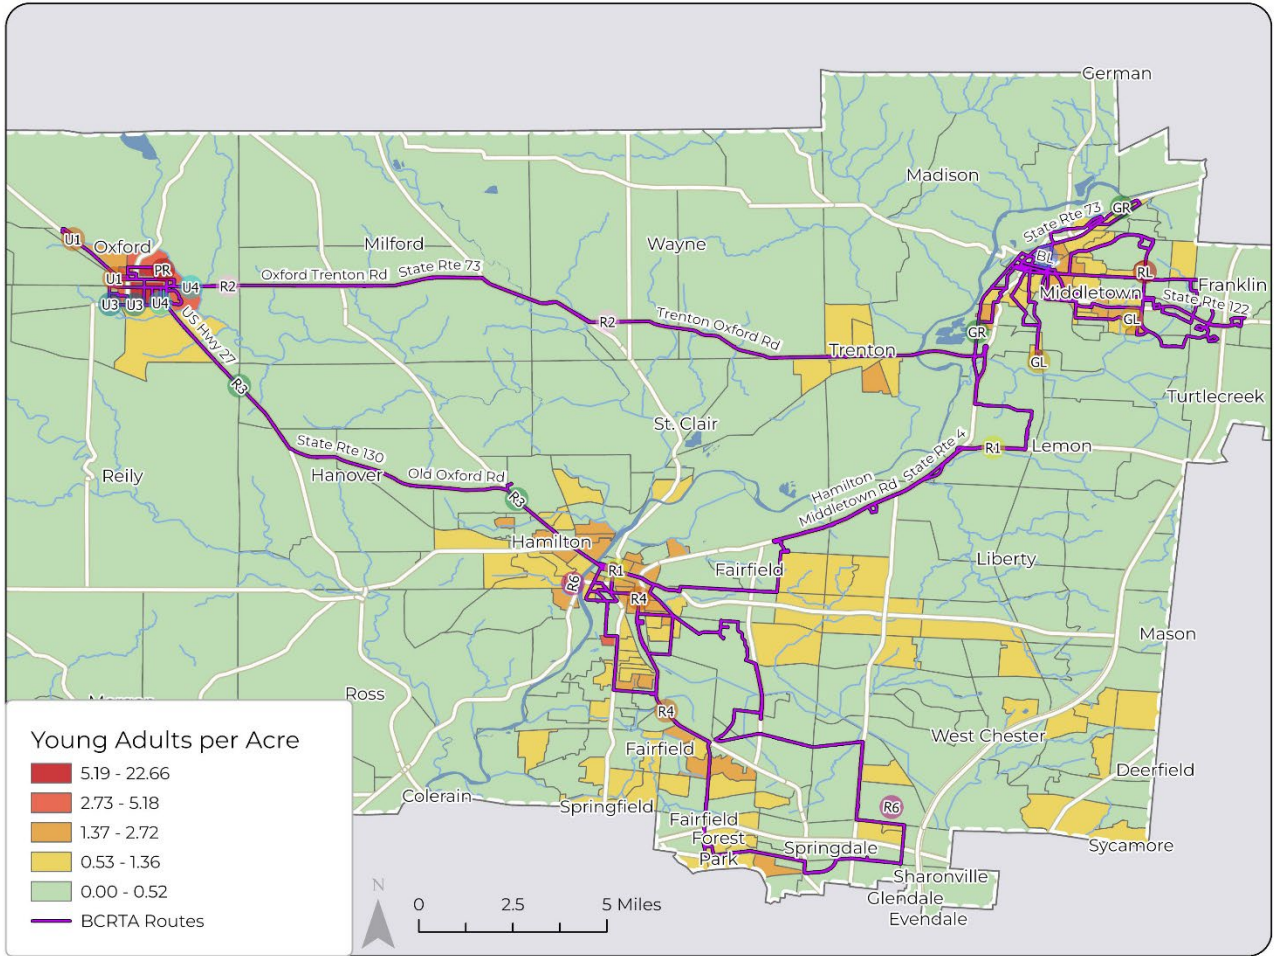 German
Madison
State Rte 73
GR
U1
Oxford
Milford
Wayne
BL
PR
U1
U4
R2
Oxford Trenton Rd
State Rte 73
RL
Franklin
Middletown
State Rte 122
U3
U3
U4
US Hwy 27
R2
Trenton Oxford Rd
GR
GL
GL
Trenton
R3
Turtlecreek
St. Clair
State Rte 130
Hamilton
Middletown Rd
State Rte 4
R1
Lemon
Reily
Hanover
Old Oxford Rd
R3
Hamilton
Liberty
R6
R1
Fairfield
R4
Mason
Ross
R4
Fairfield
West Chester
Deerfield
Colerain
Springfield
R6
Fairfield
Forest
Park
Springdale
Sycamore
Sharonville
Glendale
Evendale
Young Adults per Acre
5.19 - 22.66
2.73 - 5.18
1.37 - 2.72
0.53 - 1.36
0.00 - 0.52
BCRTA Routes
N
0 2.5 5 Miles